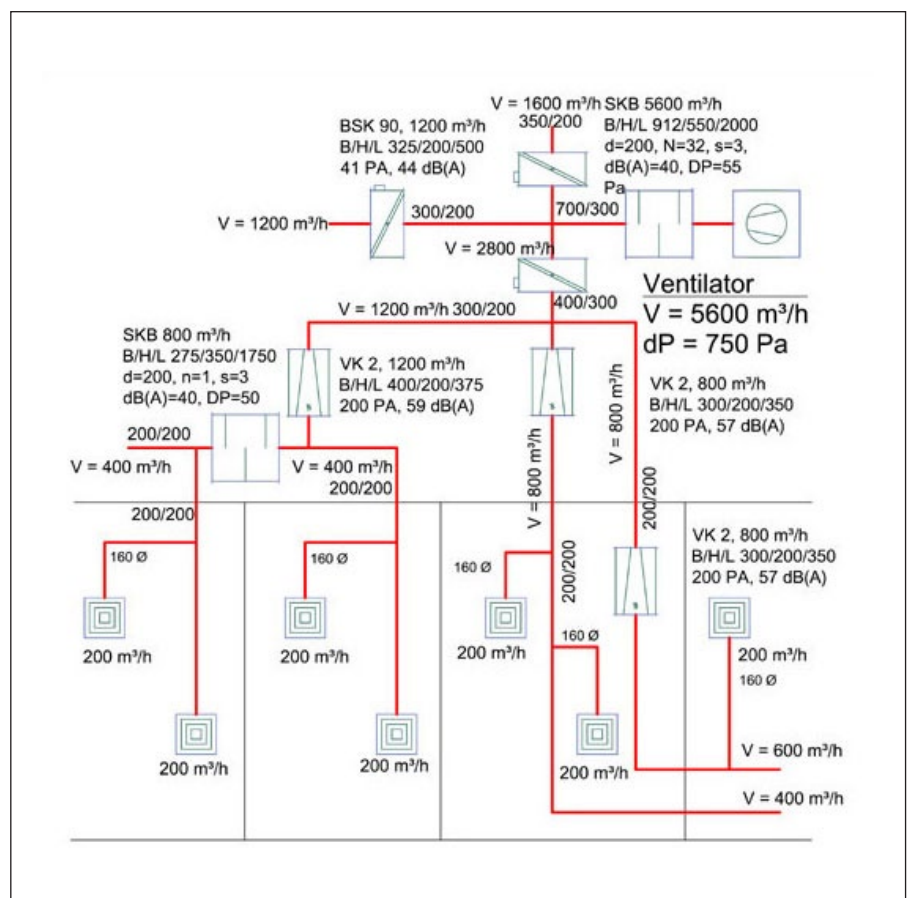 V = 1600 m³/h
350/200
SKB 5600 m³/h
B/H/L 912/550/2000
d=200, N=32, s=3,
dB(A)=40, DP=55
Pa
BSK 90, 1200 m³/h
B/H/L 325/200/500
41 PA, 44 dB(A)
300/200
700/300
V = 1200 m³/h
V = 2800 m³/h
400/300
Ventilator
V = 5600 m³/h
dP = 750 Pa
V = 1200 m³/h 300/200
SKB 800 m³/h
B/H/L 275/350/1750
d=200, n=1, s=3
dB(A)=40, DP=50
VK 2, 1200 m³/h
B/H/L 400/200/375
200 PA, 59 dB(A)
s
s
V = 800 m³/h
VK 2, 800 m³/h
B/H/L 300/200/350
200 PA, 57 dB(A)
200/200
V = 400 m³/h
V = 400 m³/h
200/200
V = 800 m³/h
200/200
200/200
160 Ø
160 Ø
160 Ø
200/200
VK 2, 800 m³/h
B/H/L 300/200/350
200 PA, 57 dB(A)
s
200 m³/h
200 m³/h
200 m³/h
160 Ø
200 m³/h
160 Ø
200 m³/h
200 m³/h
200 m³/h
V = 600 m³/h
V = 400 m³/h